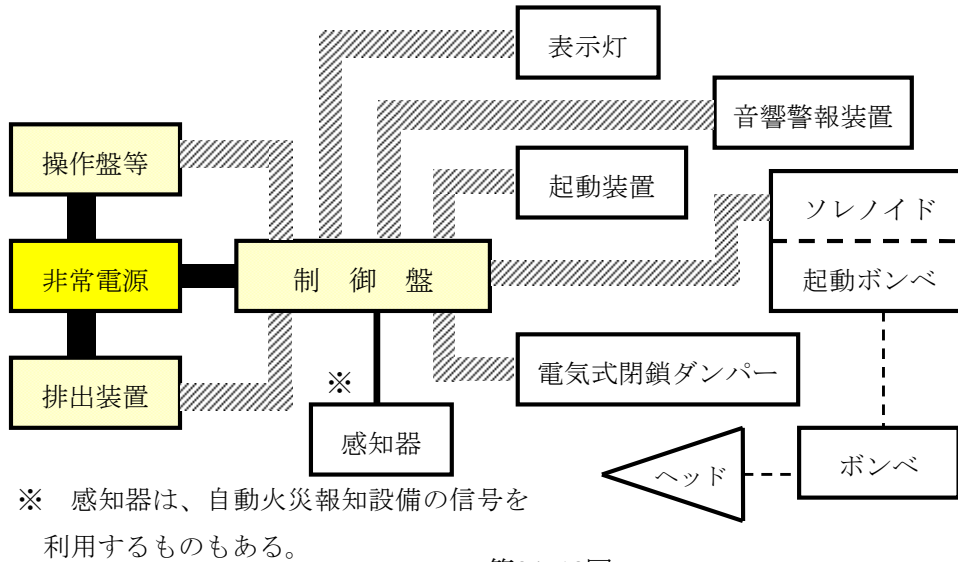 表示灯
音響警報装置
操作盤等
起動装置
ソレノイド
非常電源
制 御 盤
起動ボンベ
排出装置
電気式閉鎖ダンパー
※
感知器
ヘッド
ボンベ
※ 感知器は、自動火災報知設備の信号を
利用するものもある。